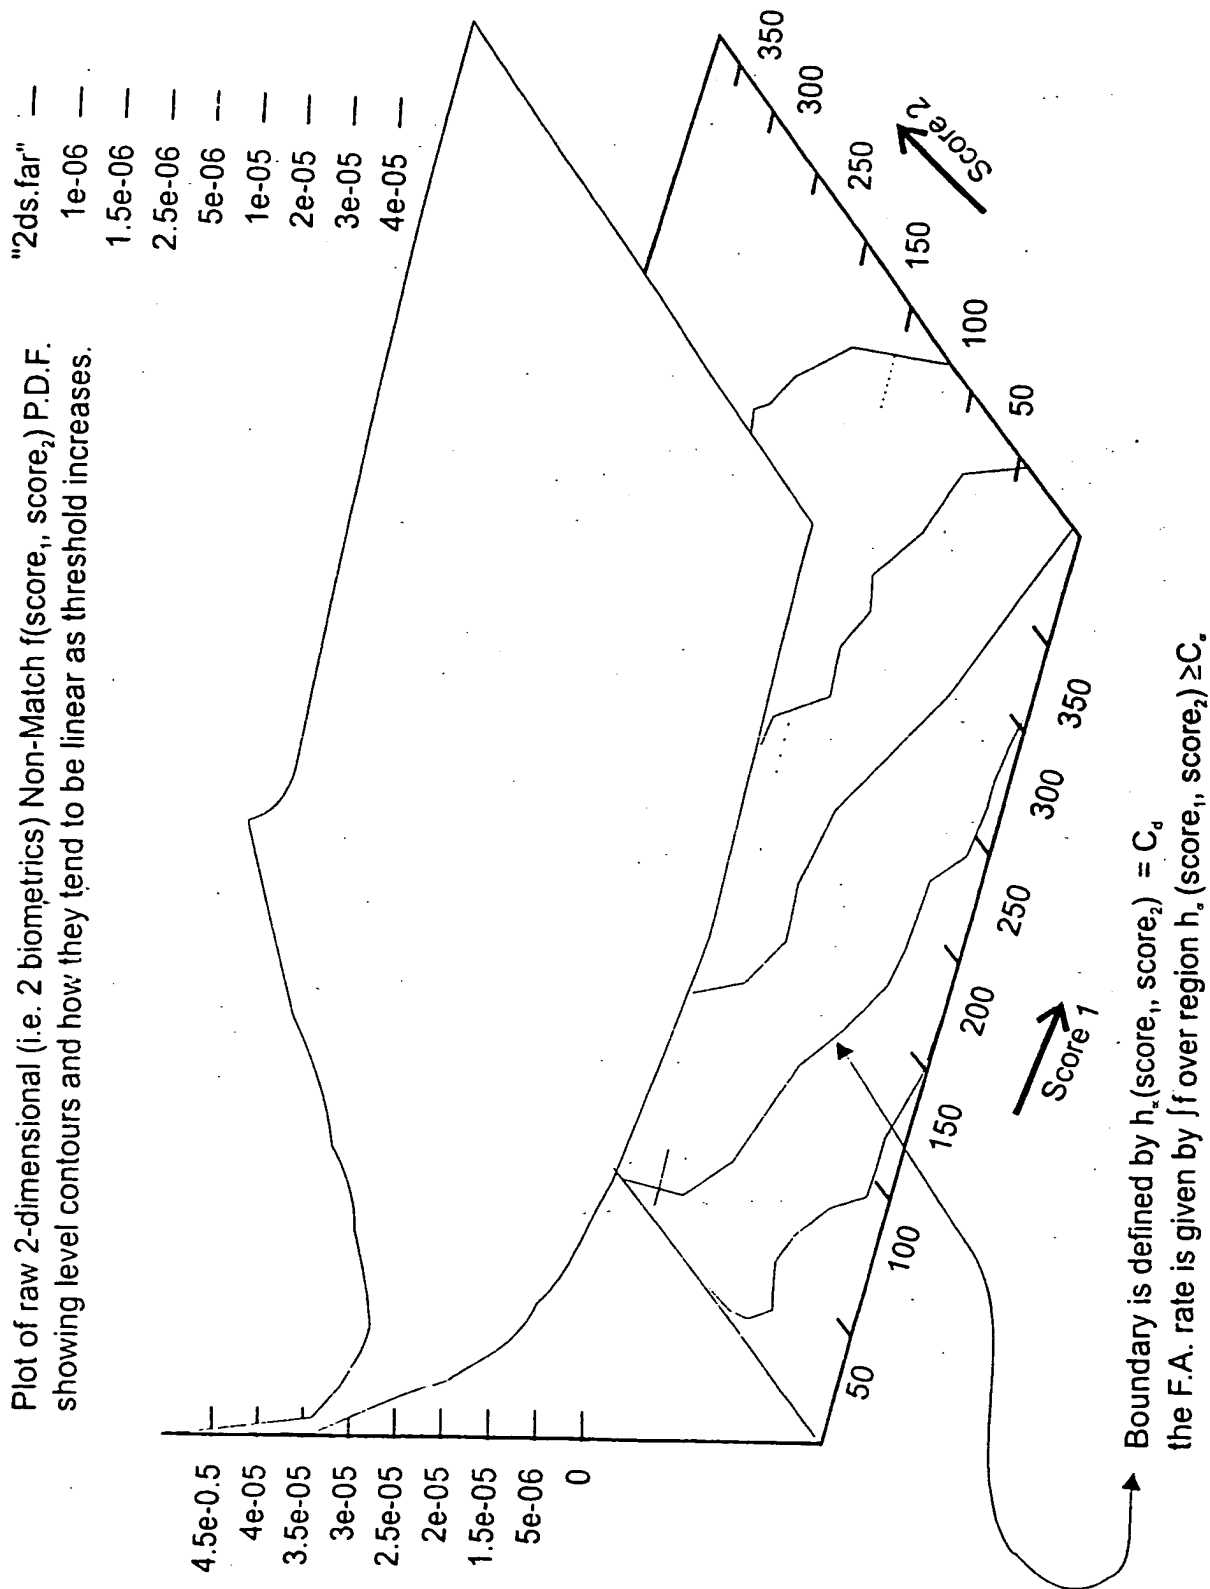 Plot of raw 2-dimensional (i.e. 2 biometrics) Non-Match f(score₁, score₂) P.D.F.
showing level contours and how they tend to be linear as threshold increases.
"2ds.far"
1e-06
1.5e-06
2.5e-06
5e-06
1e-05
2e-05
3e-05
4e-05
4.5e-0.5
4e-05
3.5e-05
3e-05
2.5e-05
2e-05
1.5e-05
5e-06
0
50
100
150
200
250
300
350
Score 1
50
100
150
250
300
350
Score 2
Boundary is defined by h (score₁, score₂) = C
the F.A. rate is given by ∫f over region h (score₁, score₂) ≥C